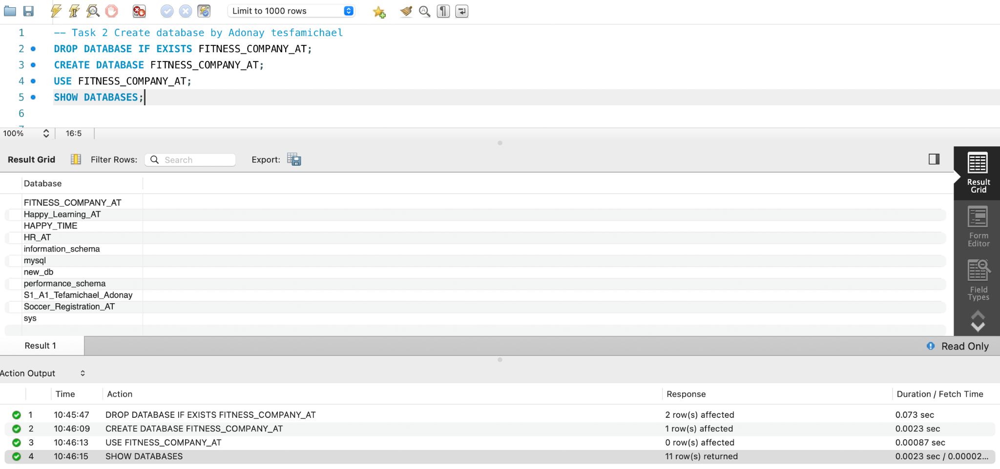 Limit to 1000 rows
1 -- Task 2 Create database by Adonay tesfamichael
2 DROP DATABASE IF EXISTS FITNESS_COMPANY_AT;
3 CREATE DATABASE FITNESS_COMPANY_AT;
4 USE FITNESS_COMPANY_AT;
5 SHOW DATABASES;
6
100% 16:5
Result Grid Filter Rows: Search Export:
Database
FITNESS_COMPANY_AT
Happy_Learning_AT
HAPPY_TIME
HR_AT
information_schema
mysql
new_db
performance_schema
S1_A1_Tefamichael_Adonay
Soccer_Registration_AT
sys
Result
Grid
Form
Editor
Field
Types
Result 1 Read Only
Action Output
Time Action Response Duration / Fetch Time
1 10:45:47 DROP DATABASE IF EXISTS FITNESS_COMPANY_AT 2 row(s) affected 0.073 sec
2 10:46:09 CREATE DATABASE FITNESS_COMPANY_AT 1 row(s) affected 0.0023 sec
3 10:46:13 USE FITNESS_COMPANY_AT 0 row(s) affected 0.00087 sec
4 10:46:15 SHOW DATABASES 11 row(s) returned 0.0023 sec / 0.00002...